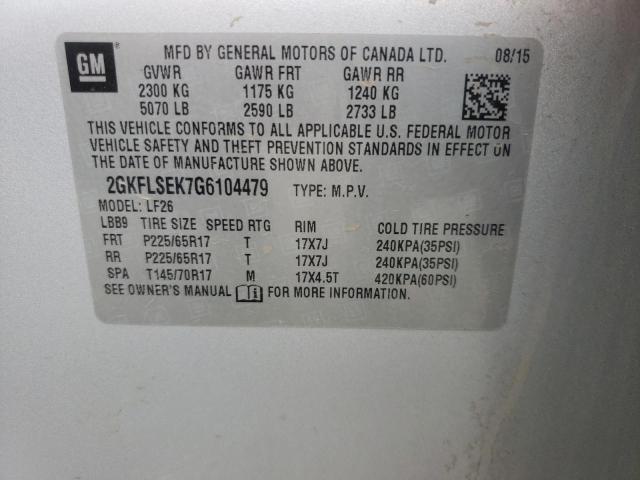 GM ® MFD BY GENERAL MOTORS OF CANADA LTD. 08/15
GVWR GAWR FRT GAWR RR
2300 KG 1175 KG 1240 KG
5070 LB 2590 LB 2733 LB
THIS VEHICLE CONFORMS TO ALL APPLICABLE U.S. FEDERAL MOTOR
VEHICLE SAFETY AND THEFT PREVENTION STANDARDS IN EFFECT ON
THE DATE OF MANUFACTURE SHOWN ABOVE.
2GKFLSEK7G6104479 TYPE: M.P.V.
MODEL: LF26
LBB9 TIRE SIZE SPEED RTG RIM COLD TIRE PRESSURE
FRT P225/65R17 T 17X7J 240KPA(35PSI)
RR P225/65R17 T 17X7J 240KPA(35PSI)
SPA T145/70R17 M 17X4.5T 420KPA(60PSI)
SEE OWNER'S MANUAL FOR MORE INFORMATION.